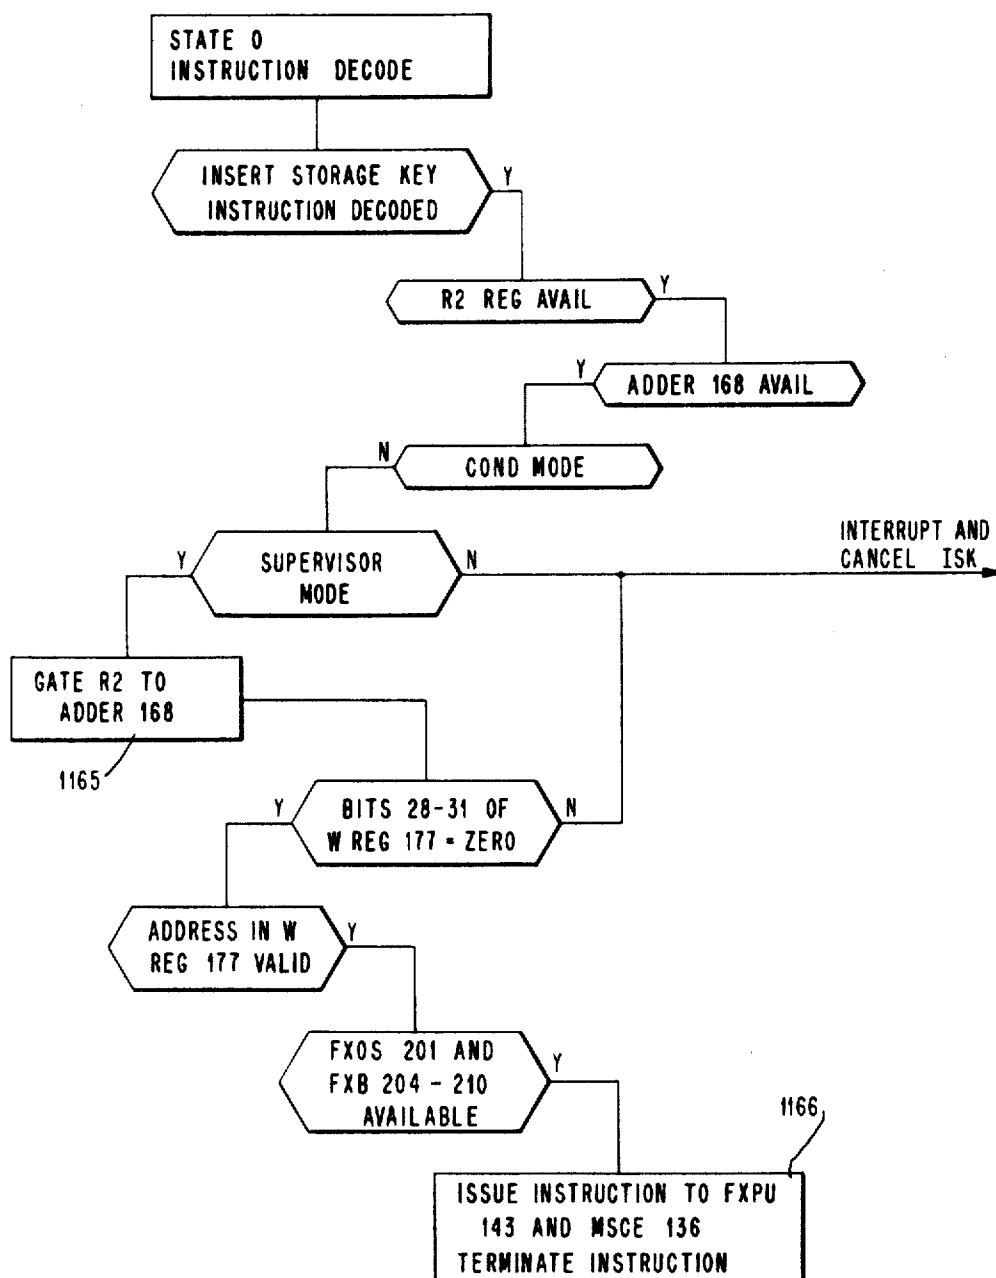 STATE 0
INSTRUCTION DECODE
INSERT STORAGE KEY
INSTRUCTION DECODED
Y
R2 REG AVAIL
Y
Y
ADDER 168 AVAIL
N
COND MODE
Y
SUPERVISOR
MODE
N
INTERRUPT AND
CANCEL ISK
GATE R2 TO
ADDER 168
1165
Y
BITS 28-31 OF
W REG 177 = ZERO
N
ADDRESS IN W
REG 177 VALID
Y
FXOS 201 AND
FXB 204 - 210
AVAILABLE
Y
1166
ISSUE INSTRUCTION TO FXPU
143 AND MSCE 136
TERMINATE INSTRUCTION